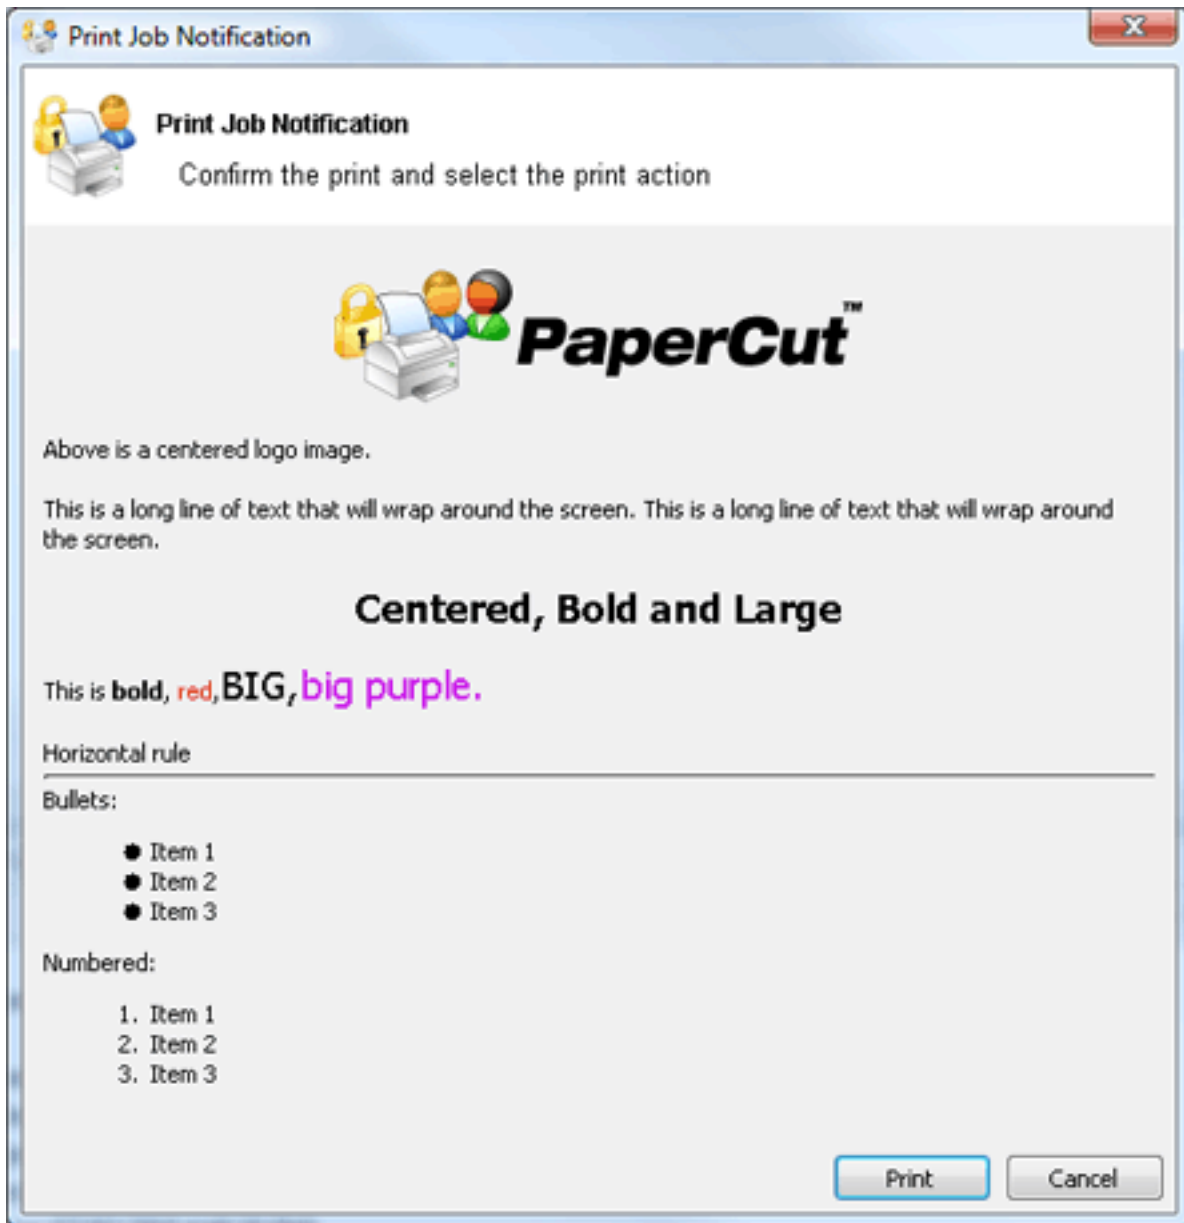 Print Job Notification
Print Job Notification
Confirm the print and select the print action
PaperCut™
Above is a centered logo image.
This is a long line of text that will wrap around the screen. This is a long line of text that will wrap around
the screen.
Centered, Bold and Large
This is bold, red, BIG, big purple.
Horizontal rule
Bullets:
● Item 1
● Item 2
● Item 3
Numbered:
1. Item 1
2. Item 2
3. Item 3
Print Cancel